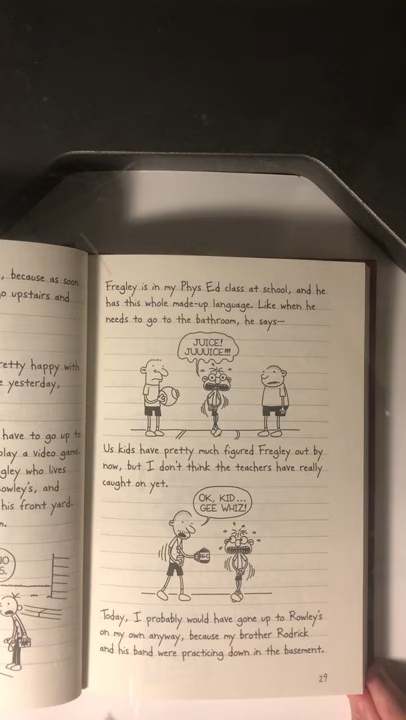 , because as soon
o upstairs and
retty happy with
e yesterday,
have to go up to
play a video game.
gley who lives
owley's, and
his front yard.
n.
NO
S.
Fregley is in my Phys Ed class at school, and he
has this whole made-up language. Like when he
needs to go to the bathroom, he says—
JUICE!
JUUUICE!!!
Us kids have pretty much figured Fregley out by
now, but I don't think the teachers have really
caught on yet.
OK, KID...
GEE WHIZ!
Today, I probably would have gone up to Rowley's
on my own anyway, because my brother Rodrick
and his band were practicing down in the basement.
29